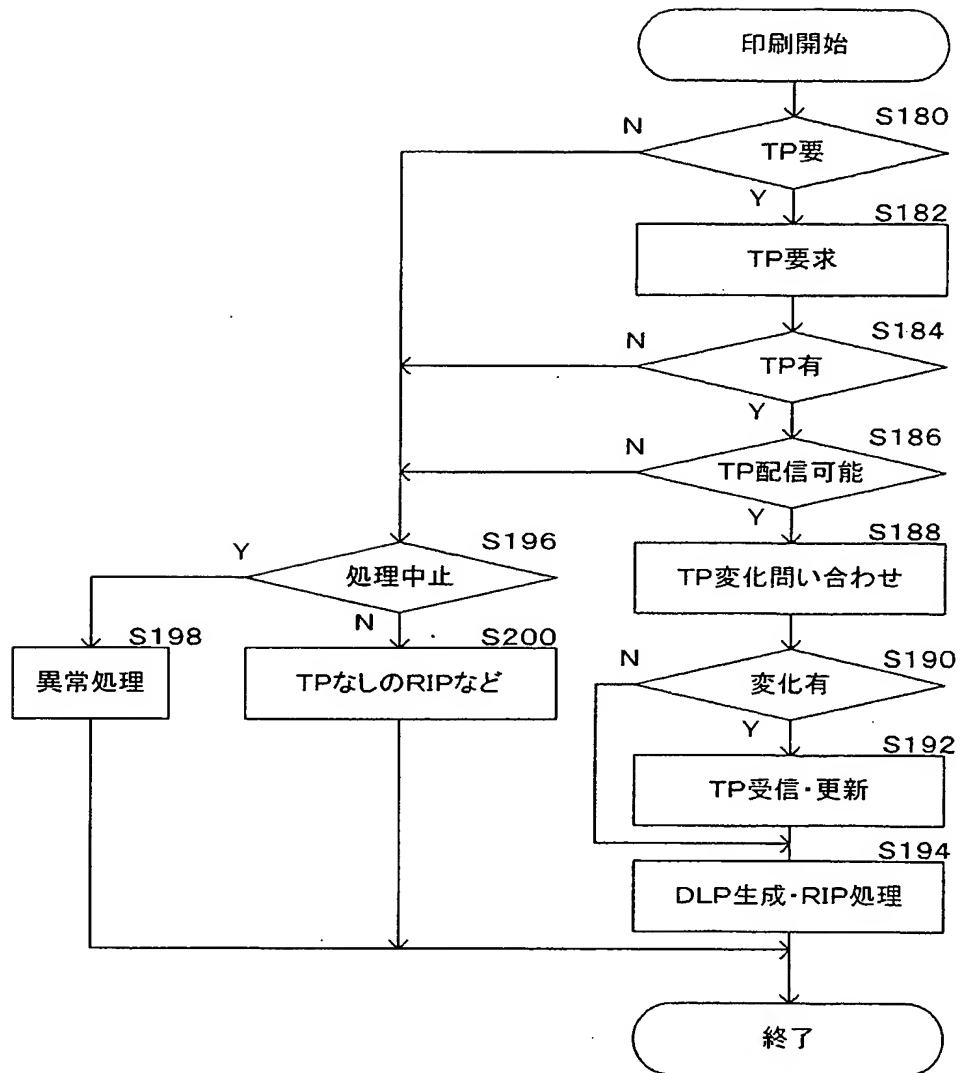 印刷開始
S180
N
TP要
Y
S182
TP要求
S184
N
TP有
Y
S186
N
TP配信可能
Y
S188
TP変化問い合わせ
S196
Y
処理中止
N
S198
異常処理
S200
TPなしのRIPなど
S190
N
変化有
Y
S192
TP受信・更新
S194
DLP生成・RIP処理
終了